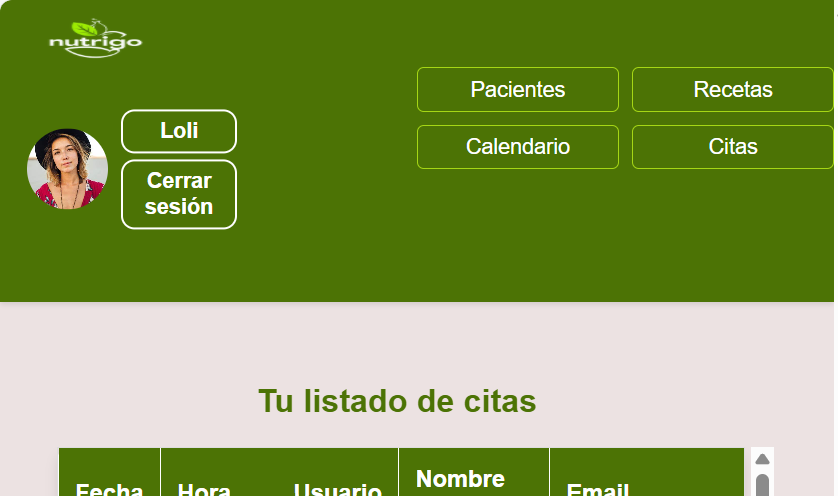 nutrigo
Pacientes
Recetas
Loli
Calendario
Citas
Cerrar
sesión
Tu listado de citas
Fecha
Hora
Usuario
Nombre
Email